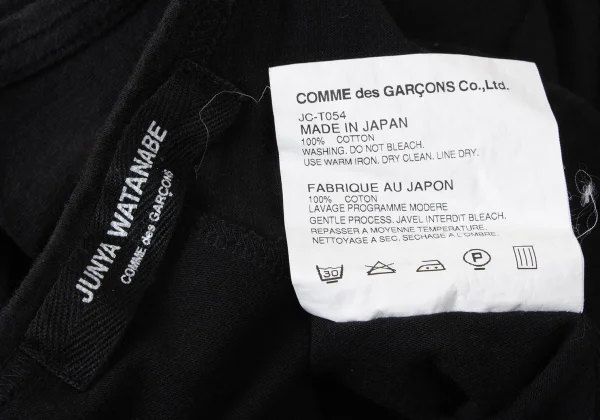 JUNYA WATANABE
COMME des GARÇONS
COMME des GARÇONS Co.,Ltd.
JC-T054
MADE IN JAPAN
100% COTTON
WASHING. DO NOT BLEACH.
USE WARM IRON. DRY CLEAN. LINE DRY.
FABRIQUE AU JAPON
100% COTON
LAVAGE PROGRAMME MODERE
GENTLE PROCESS. JAVEL INTERDIT BLEACH.
REPASSER A MOYENNE TEMPERATURE.
NETTOYAGE A SEC. SECHAGE A L'OMBRE.
30 P